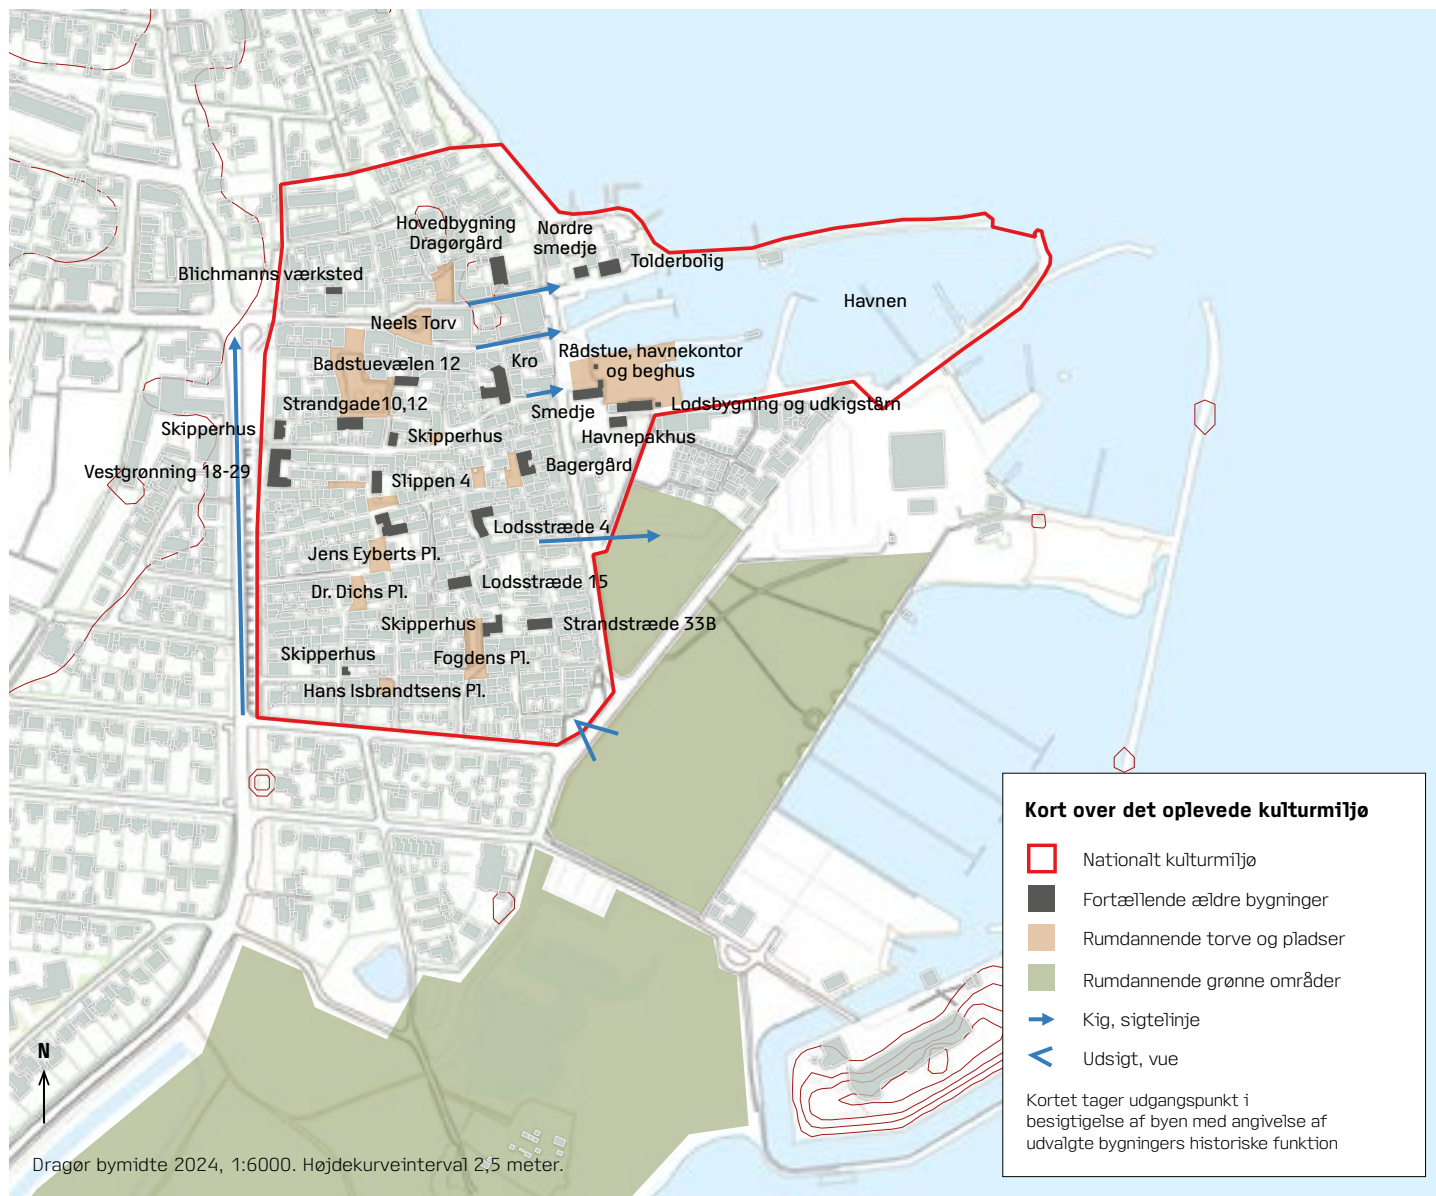 Hovedbygning
Dragørgård
Nordre
smedje
Tolderbolig
Blichmanns værksted
Havnen
Neels Torv
Rådstue, havnekontor
og beghus
Kro
Badstuevælen 12
Strandgade10,12
Smedje
Lodsbygning og udkigstårn
Skipperhus
Skipperhus
Havnepakhus
Bagergård
Vestgrønning 18-29
Slippen 4
Lodsstræde 4
Jens Eyberts Pl.
Lodsstræde 15
Dr. Dichs Pl.
Skipperhus
Strandstræde 33B
Skipperhus
Fogdens Pl.
Hans Isbrandtsens Pl.
Kort over det oplevede kulturmiljø
Nationalt kulturmiljø
Fortællende ældre bygninger
Rumdannende torve og pladser
Rumdannende grønne områder
Kig, sigtelinje
Udsigt, vue
Kortet tager udgangspunkt i
besigtigelse af byen med angivelse af
udvalgte bygningers historiske funktion
N
Dragør bymidte 2024, 1:6000. Højdekurveinterval 2,5 meter.